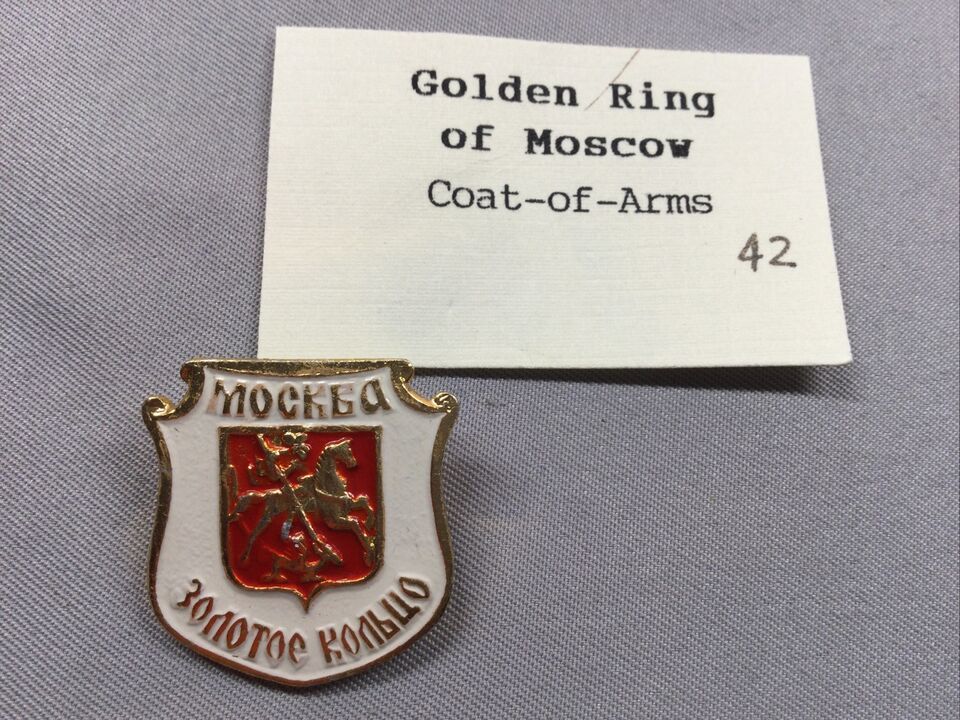 Golden Ring
of Moscow
Coat-of-Arms
42
МОСКВА
ЗОЛОТОЕ КОЛЬЦО